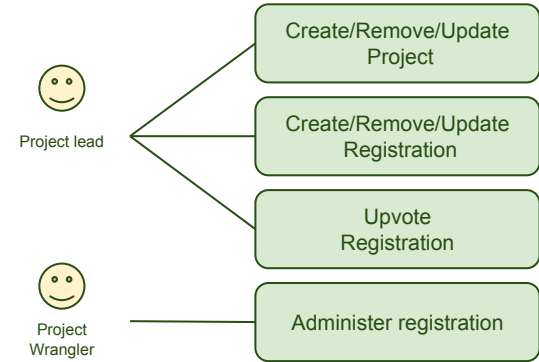 Create/Remove/Update
Project
Project lead
Create/Remove/Update
Registration
Upvote
Registration
Project
Wrangler
Administer registration